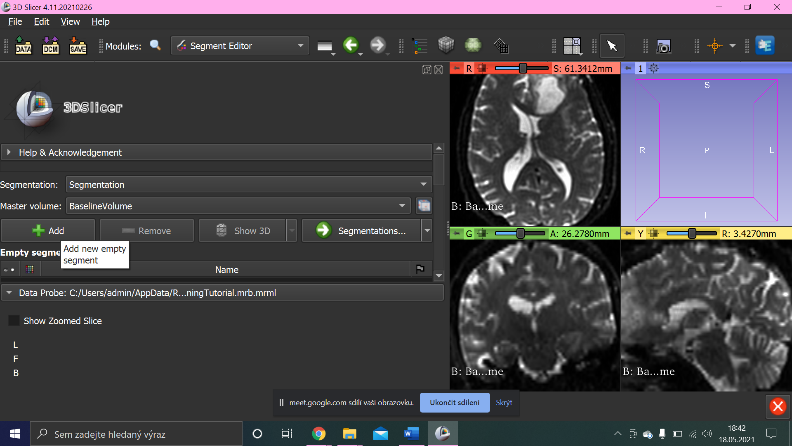 3D Slicer 4.11.20210226
File Edit View Help
DATA DCM SAVE Modules: Segment Editor
R S: 61.3412mm 1
3DSlicer
S
R P L
I
B: Ba...me
Help & Acknowledgement
Segmentation: Segmentation
Master volume: BaselineVolume
Add Remove Show 3D Segmentations...
Add new empty
segment
Empty segme
Name
G A: 26.2780mm Y R: 3.4270mm
Data Probe: C:/Users/admin/AppData/R...ningTutorial.mrb.mrml
Show Zoomed Slice
L
F
B
B: Ba...me B: Ba...me
meet.google.com sdílí vaši obrazovku. Ukončit sdílení Skrýt
Sem zadejte hledaný výraz
18:42
18.05.2021